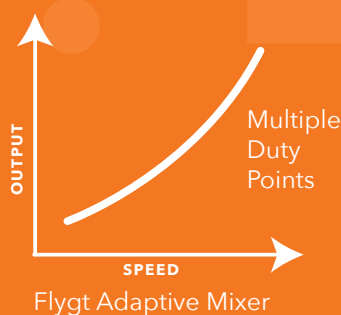 OUTPUT
Multiple
Duty
Points
SPEED
Flygt Adaptive Mixer